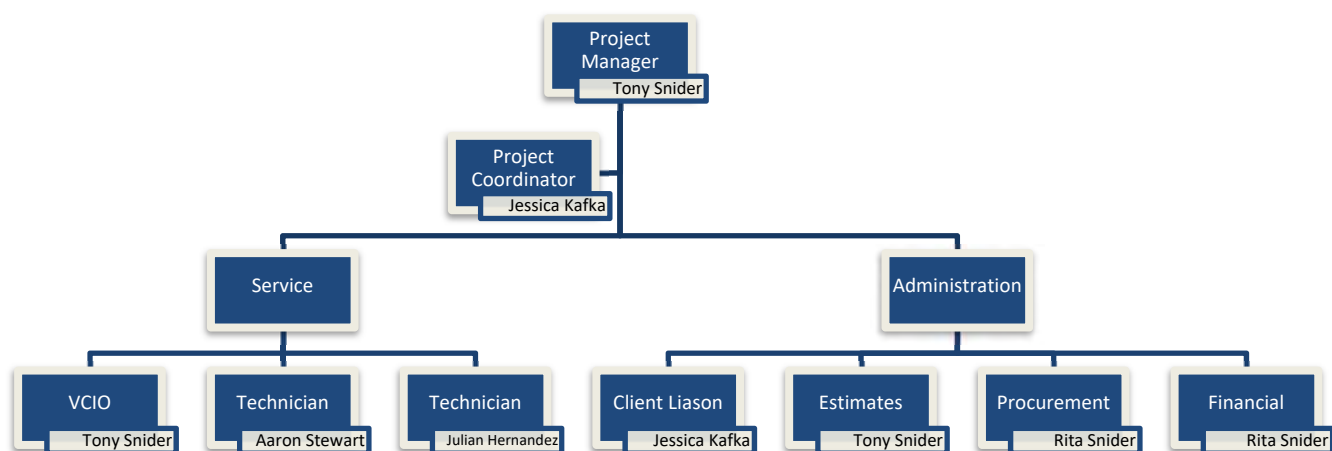 Project
Manager
Tony Snider
Project
Coordinator
Jessica Kafka
Service
Administration
VCIO
Tony Snider
Technician
Aaron Stewart
Technician
Julian Hernandez
Client Liason
Jessica Kafka
Estimates
Tony Snider
Procurement
Rita Snider
Financial
Rita Snider